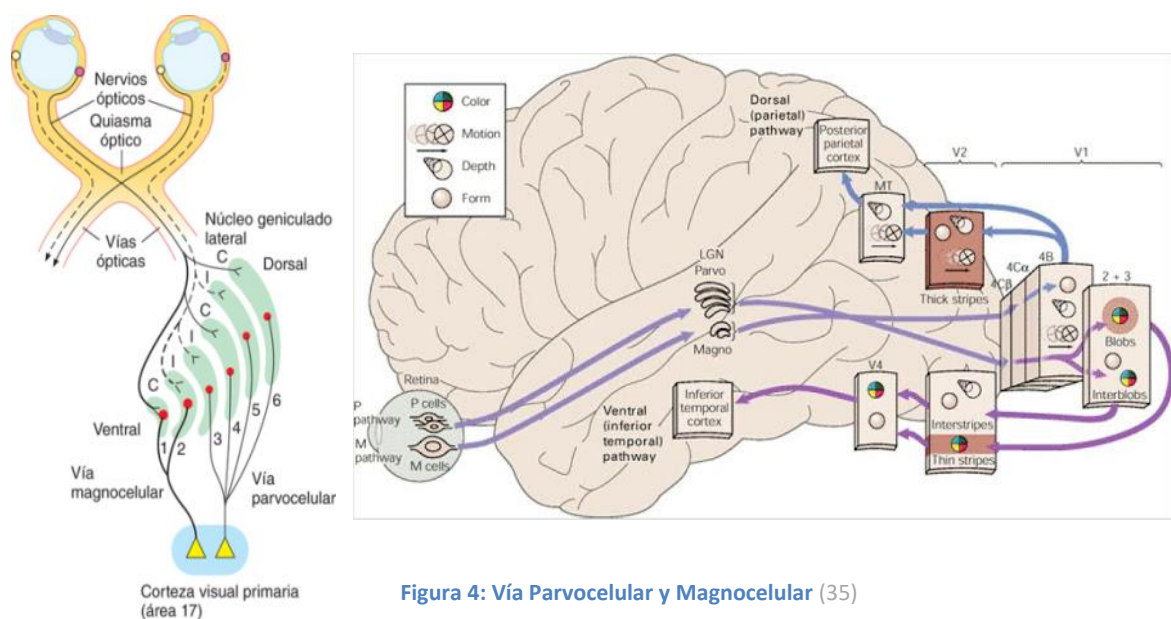 Nervios
ópticos
Quiasma
óptico
Vías
ópticas
Núcleo geniculado
lateral
C
Dorsal
I
C
I
I
C
Ventral
1
2
3
4
5
6
Vía
magnocelular
Vía
parvocelular
Corteza visual primaria
(área 17)
Color
Motion
Depth
Form
Dorsal
(parietal)
pathway
Posterior
parietal
cortex
V2
V1
MT
Thick stripes
LGN
Parvo
Magno
4Cβ
4Cα
4B
2 + 3
Blobs
Interblobs
Retina
P
pathway
M
pathway
P cells
M cells
Ventral
(inferior
temporal)
pathway
Inferior
temporal
cortex
V4
Interstripes
Thin stripes
Figura 4: Vía Parvocelular y Magnocelular (35)